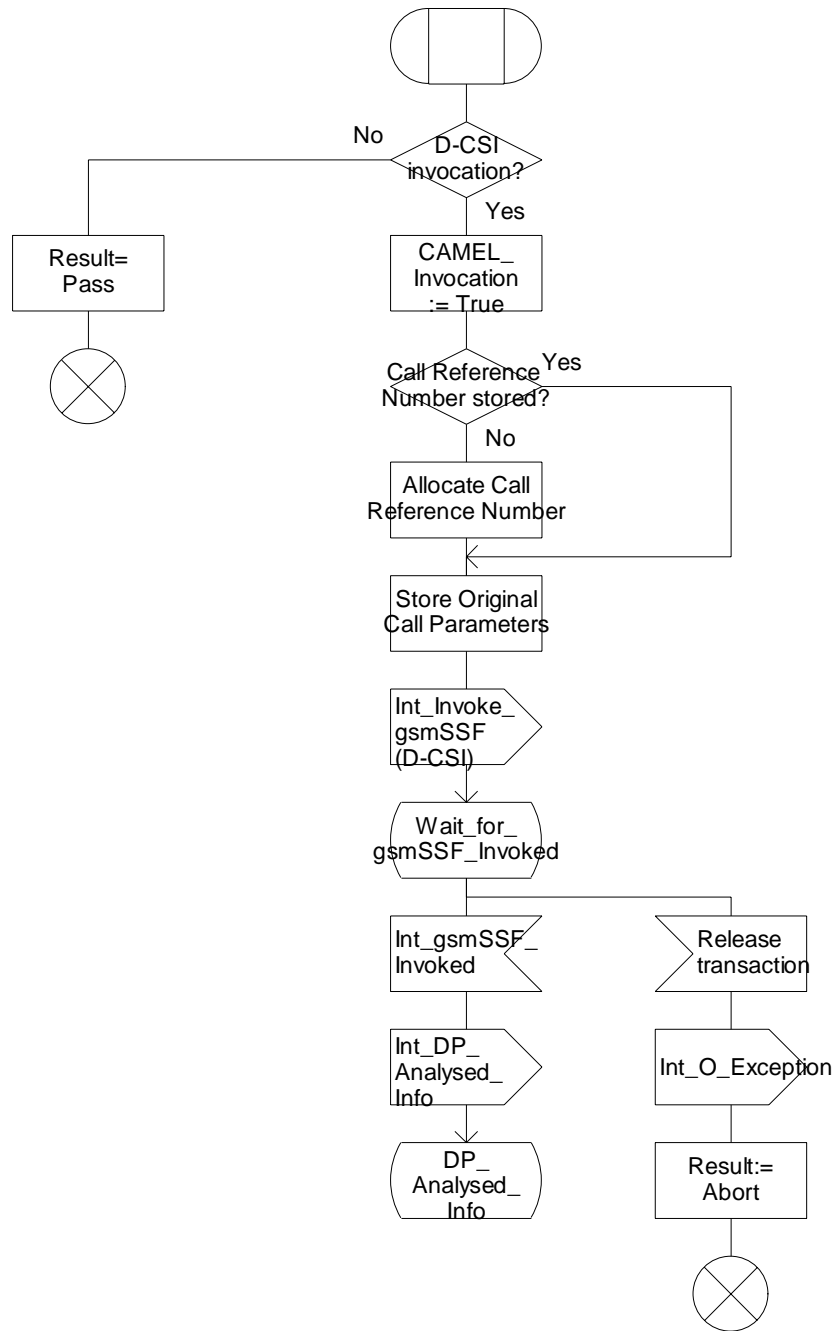 No
D-CSI
invocation?
Yes
Result=
Pass
CAMEL_
Invocation
:= True
Call Reference
Number stored?
Yes
No
Allocate Call
Reference Number
Store Original
Call Parameters
Int_Invoke_
gsmSSF
(D-CSI)
Wait_for_
gsmSSF_Invoked
Int_gsmSSF_
Invoked
Release
transaction
Int_DP_
Analysed_
Info
Int_O_Exception
DP_
Analysed_
Info
Result:=
Abort